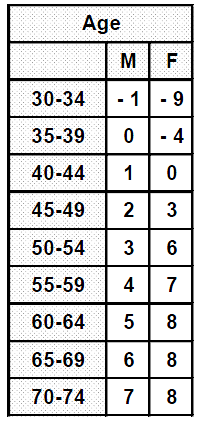 Age
M F
30-34 - 1 - 9
35-39 0 - 4
40-44 1 0
45-49 2 3
50-54 3 6
55-59 4 7
60-64 5 8
65-69 6 8
70-74 7 8